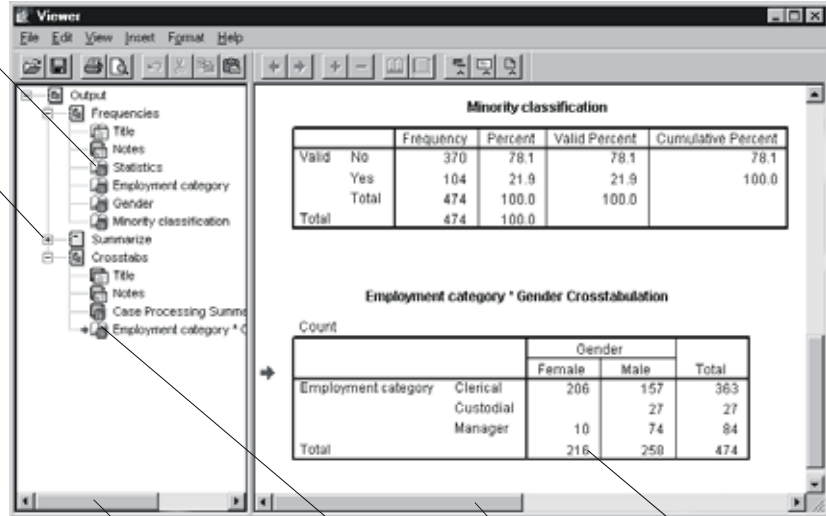 Viewer
File Edit View Insert Format Help
Output
Frequencies
Title
Notes
Statistics
Employment category
Gender
Minority classification
Summarize
Crosstabs
Title
Notes
Case Processing Summa
Employment category * G
Minority classification
Frequency Percent Valid Percent Cumulative Percent
Valid No 370 78.1 78.1 78.1
Yes 104 21.9 21.9 100.0
Total 474 100.0 100.0
Total 474 100.0
Employment category * Gender Crosstabulation
Count
Gender
Female Male Total
Employment category Clerical 206 157 363
Custodial 27 27
Manager 10 74 84
Total 216 258 474